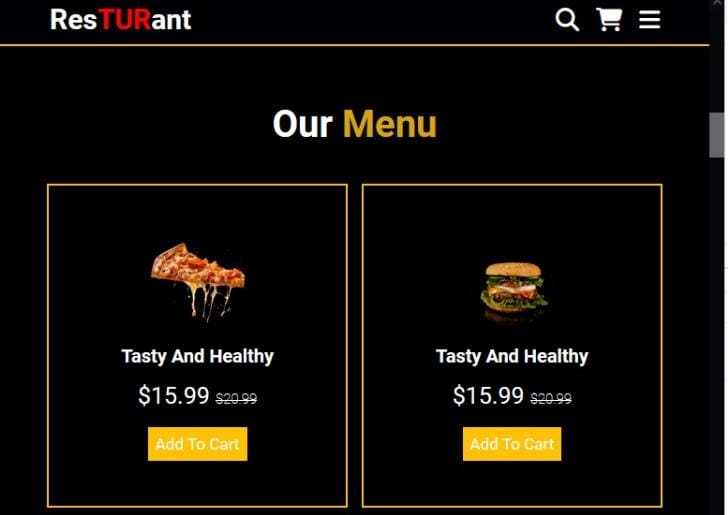 ResTURant
Our Menu
Tasty And Healthy
$15.99 $20.99
Add To Cart
Tasty And Healthy
$15.99 $20.99
Add To Cart